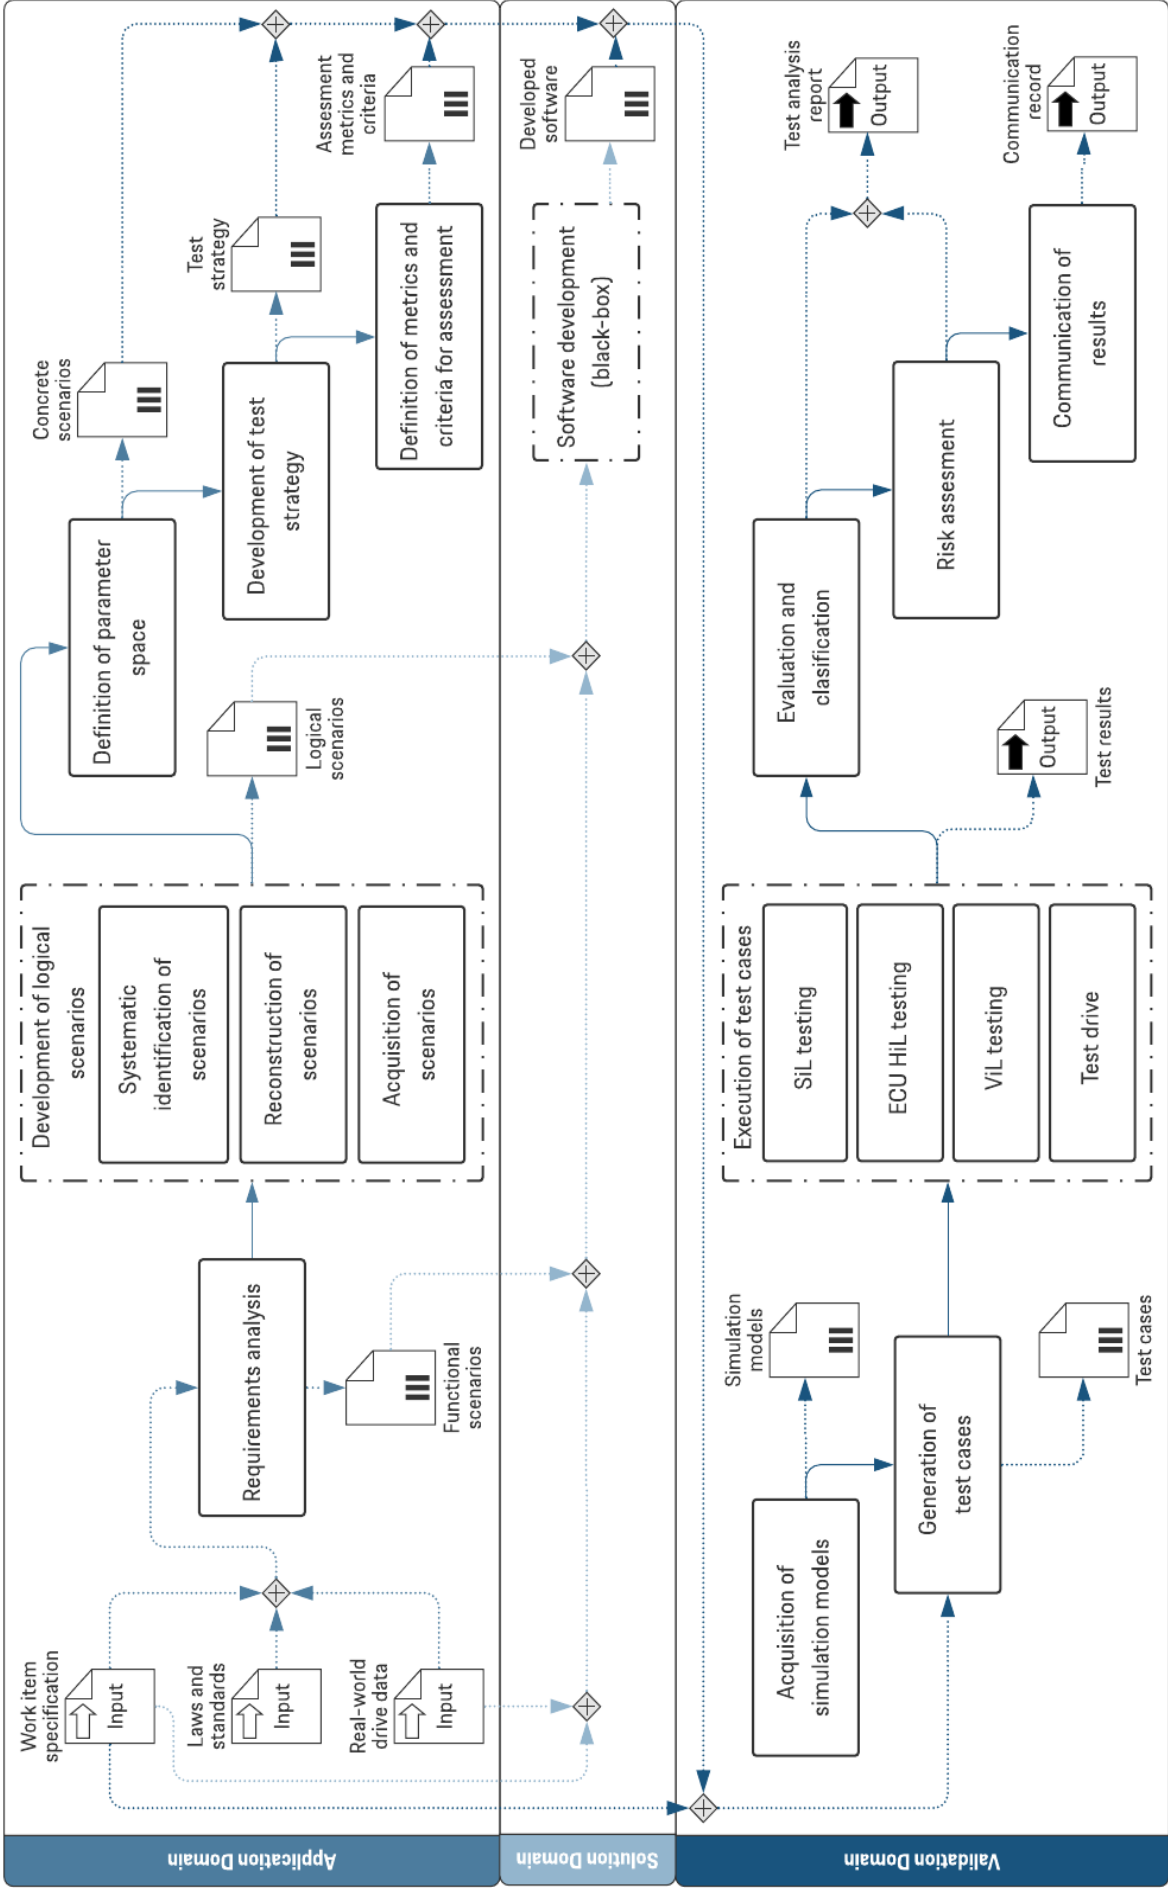 Application Domain
Work item
specification
Input
Laws and
standards
Input
Real-world
drive data
Input
Requirements analysis
Functional
scenarios
Development of logical
scenarios
Systematic
identification of
scenarios
Reconstruction of
scenarios
Acquisition of
scenarios
Logical
scenarios
Definition of parameter
space
Concrete
scenarios
Development of test
strategy
Test
strategy
Definition of metrics and
criteria for assessment
Assessment
metrics and
criteria
Solution Domain
Software development
(black-box)
Developed
software
Validation Domain
Acquisition of
simulation models
Simulation
models
Generation of
test cases
Test cases
Execution of test cases
SiL testing
ECU HiL testing
ViL testing
Test drive
Output
Test results
Evaluation and
clasification
Risk assesment
Communication of
results
Test analysis
report
Output
Communication
record
Output